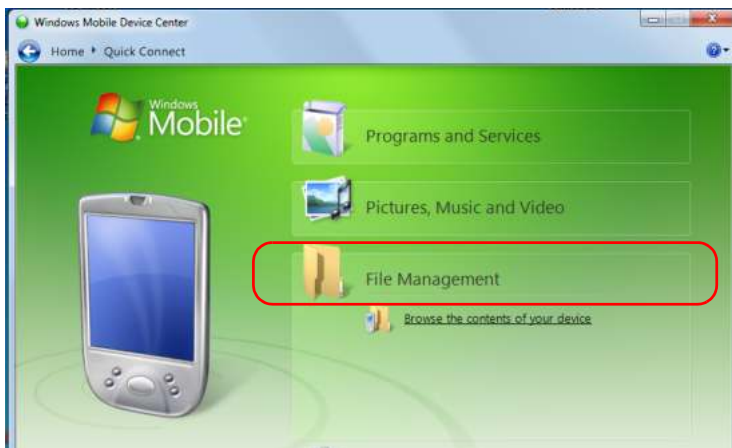 Windows Mobile Device Center
Home Quick Connect
Windows
Mobile
Programs and Services
Pictures, Music and Video
File Management
Browse the contents of your device